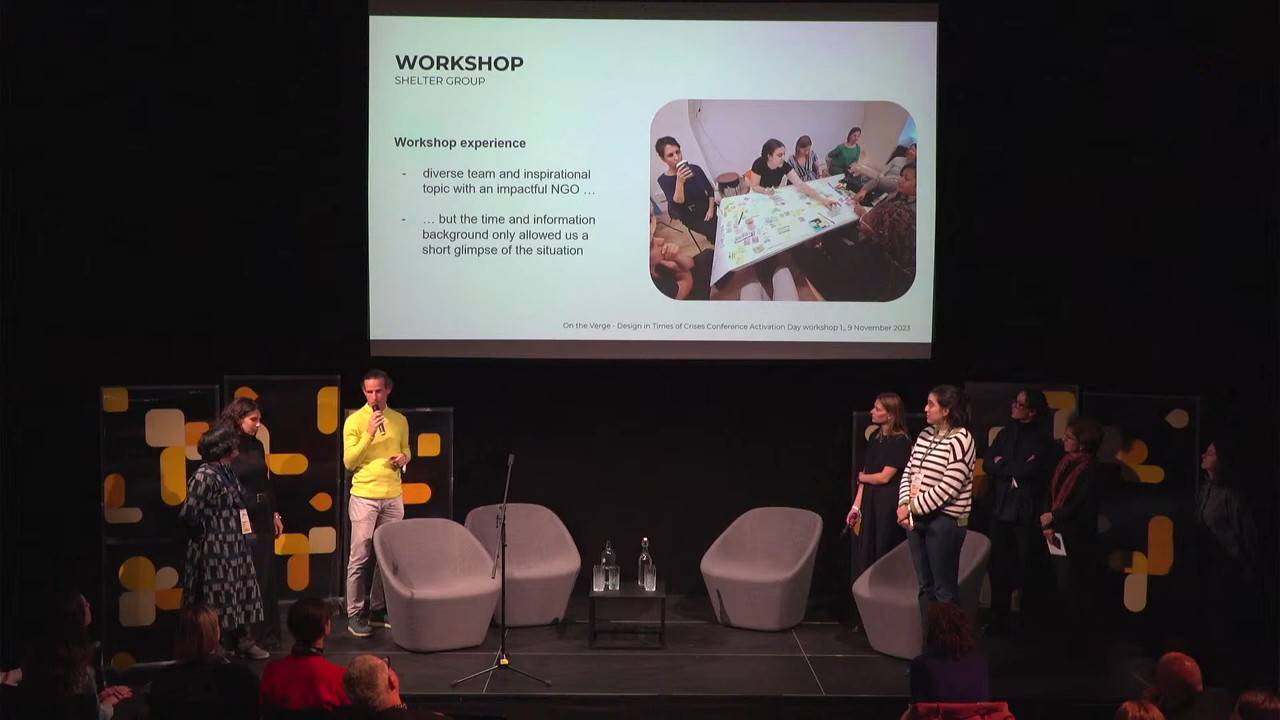 WORKSHOP
SHELTER GROUP
Workshop experience
- diverse team and inspirational
topic with an impactful NGO …
- … but the time and information
background only allowed us a
short glimpse of the situation
On the Verge - Design in Times of Crises Conference Activation Day workshop 1_ 9 November 2023